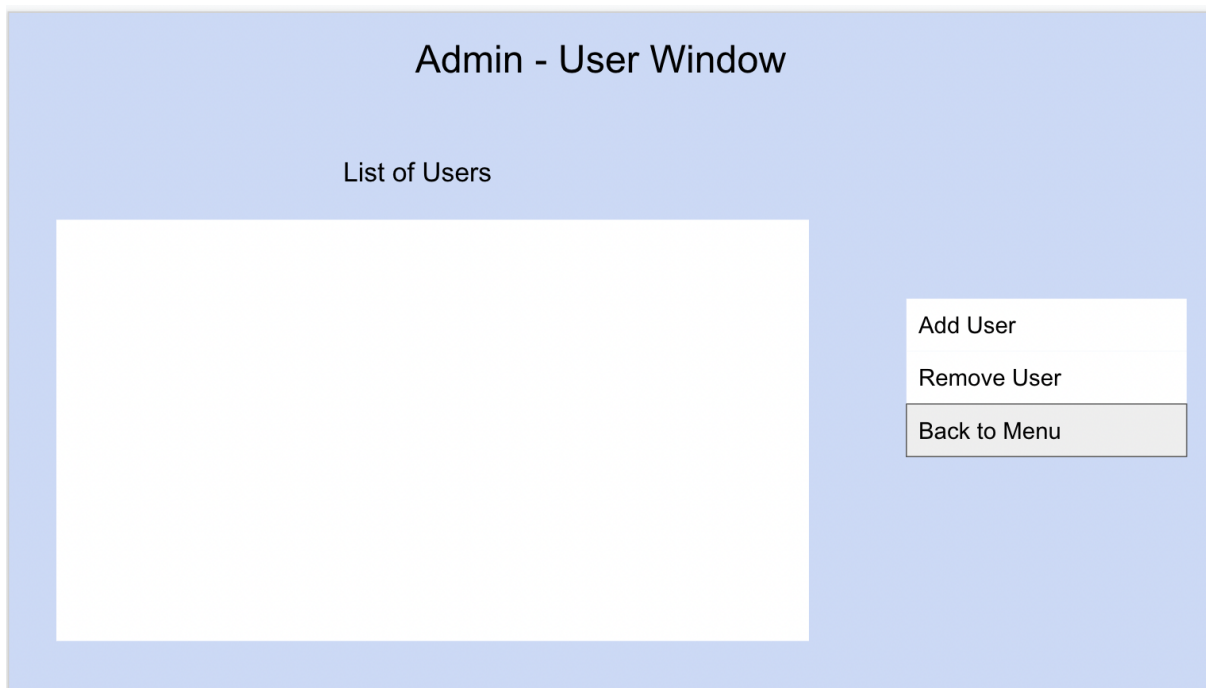 Admin - User Window
List of Users
Add User
Remove User
Back to Menu